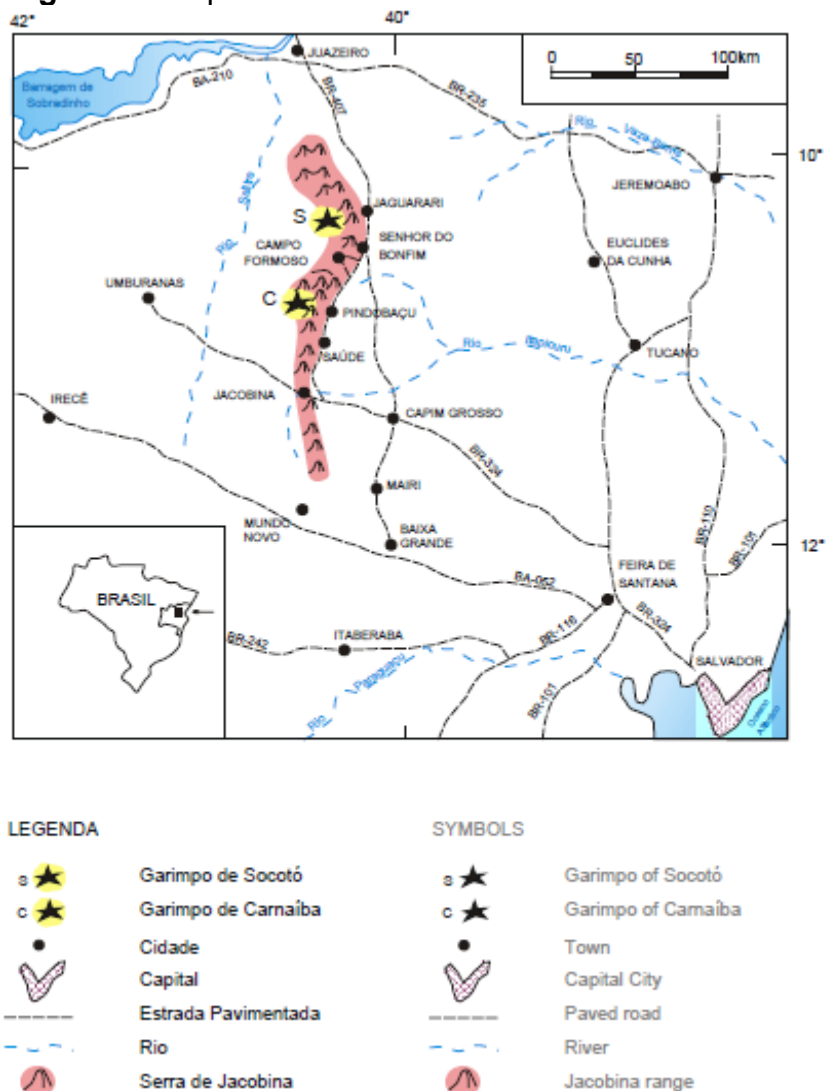 42°
40°
JUAZEIRO
0 50 100km
Barragem de
Sobradinho
BA-210
BR-407
BR-235
Rio
Vaza-Barris
10°
Rio
Salitre
JEREMOABO
JAGUARARI
S
SENHOR DO
BONFIM
CAMPO
FORMOSO
EUCLIDES
DA CUNHA
UMBURANAS
C
PINDOBAÇU
Rio
SAÚDE
TUCANO
IRECÊ
JACOBINA
CAPIM GROSSO
BR-324
MAIRI
MUNDO
NOVO
BAIXA
GRANDE
BR-110
BR-101
12°
FEIRA DE
SANTANA
BA-052
BRASIL
BR-116
BR-324
BR-242
ITABERABA
SALVADOR
Rio
Paraguaçu
BR-101
Oceano
Atlântico
LEGENDA
S Garimpo de Socotó
C Garimpo de Carnaíba
Cidade
Capital
Estrada Pavimentada
Rio
Serra de Jacobina
SYMBOLS
S Garimpo of Socotó
C Garimpo of Carnaíba
Town
Capital City
Paved road
River
Jacobina range